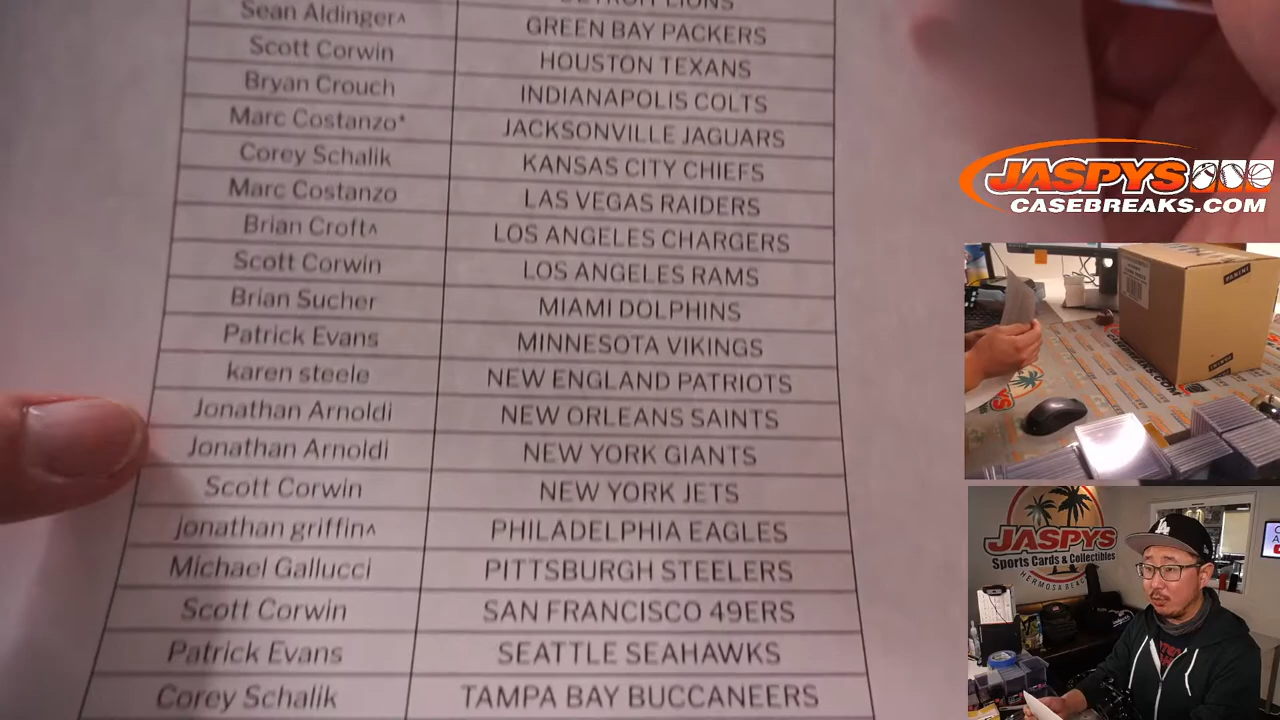 DETROIT LIONS
Sean Aldinger^ GREEN BAY PACKERS
Scott Corwin HOUSTON TEXANS
Bryan Crouch INDIANAPOLIS COLTS
Marc Costanzo* JACKSONVILLE JAGUARS
Corey Schalik KANSAS CITY CHIEFS
Marc Costanzo LAS VEGAS RAIDERS
Brian Croft^ LOS ANGELES CHARGERS
Scott Corwin LOS ANGELES RAMS
Brian Sucher MIAMI DOLPHINS
Patrick Evans MINNESOTA VIKINGS
karen steele NEW ENGLAND PATRIOTS
Jonathan Arnoldi NEW ORLEANS SAINTS
Jonathan Arnoldi NEW YORK GIANTS
Scott Corwin NEW YORK JETS
jonathan griffin^ PHILADELPHIA EAGLES
Michael Gallucci PITTSBURGH STEELERS
Scott Corwin SAN FRANCISCO 49ERS
Patrick Evans SEATTLE SEAHAWKS
Corey Schalik TAMPA BAY BUCCANEERS
JASPYS
CASEBREAKS.COM
PANINI
JASPYS
Sports Cards & Collectibles
HERMOSA BEACH
LA